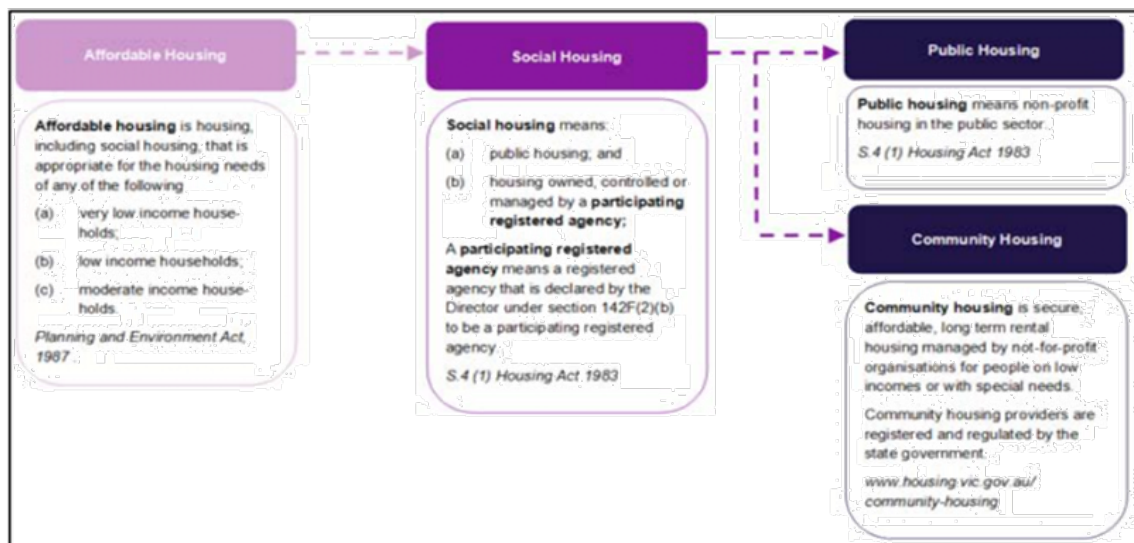 Affordable Housing
Affordable housing is housing,
including social housing, that is
appropriate for the housing needs
of any of the following
(a) very low income house-
holds;
(b) low income households;
(c) moderate income house-
holds.
Planning and Environment Act,
1987
Social Housing
Social housing means:
(a) public housing; and
(b) housing owned, controlled or
managed by a participating
registered agency;
A participating registered
agency means a registered
agency that is declared by the
Director under section 142F(2)(b)
to be a participating registered
agency
S.4 (1) Housing Act 1983
Public Housing
Public housing means non-profit
housing in the public sector.
S.4 (1) Housing Act 1983
Community Housing
Community housing is secure,
affordable, long term rental
housing managed by not-for-profit
organisations for people on low
incomes or with special needs.
Community housing providers are
registered and regulated by the
state government.
www.housing.vic.gov.au/
community-housing